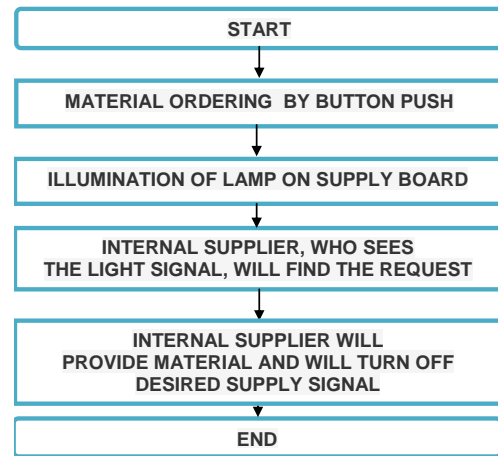 START
MATERIAL ORDERING BY BUTTON PUSH
ILLUMINATION OF LAMP ON SUPPLY BOARD
INTERNAL SUPPLIER, WHO SEES
THE LIGHT SIGNAL, WILL FIND THE REQUEST
INTERNAL SUPPLIER WILL
PROVIDE MATERIAL AND WILL TURN OFF
DESIRED SUPPLY SIGNAL
END